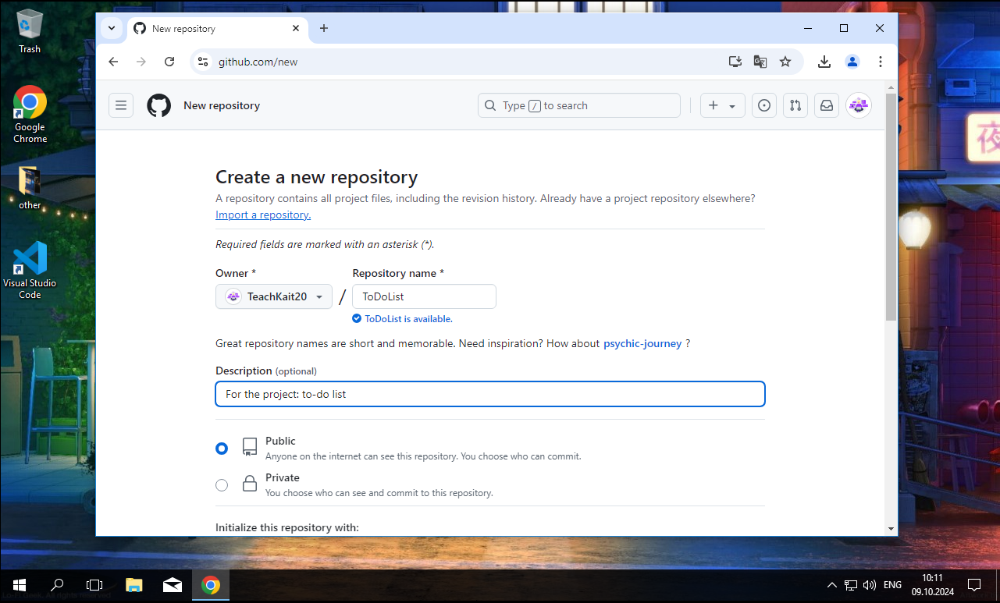 Trash
Google
Chrome
other
Visual Studio
Code
New repository
github.com/new
New repository
Type / to search
Create a new repository
A repository contains all project files, including the revision history. Already have a project repository elsewhere?
Import a repository.
Required fields are marked with an asterisk (*).
Owner * Repository name *
TeachKait20 / ToDoList
ToDoList is available.
Great repository names are short and memorable. Need inspiration? How about psychic-journey ?
Description (optional)
For the project: to-do list
Public
Anyone on the internet can see this repository. You choose who can commit.
Private
You choose who can see and commit to this repository.
Initialize this repository with:
夜
ENG
10:11
09.10.2024